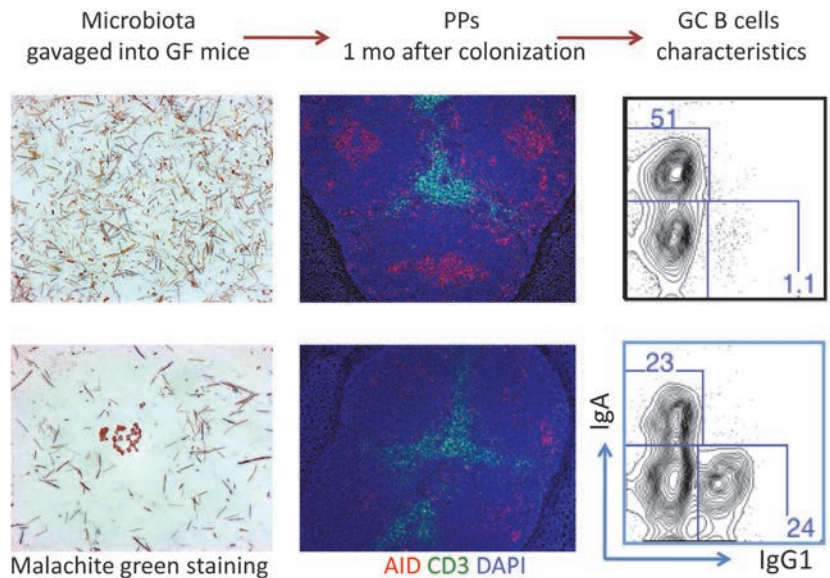 Microbiota
gavaged into GF mice
PPs
1 mo after colonization
GC B cells
characteristics
51
1.1
23
24
IgA
IgG1
Malachite green staining
AID CD3 DAPI